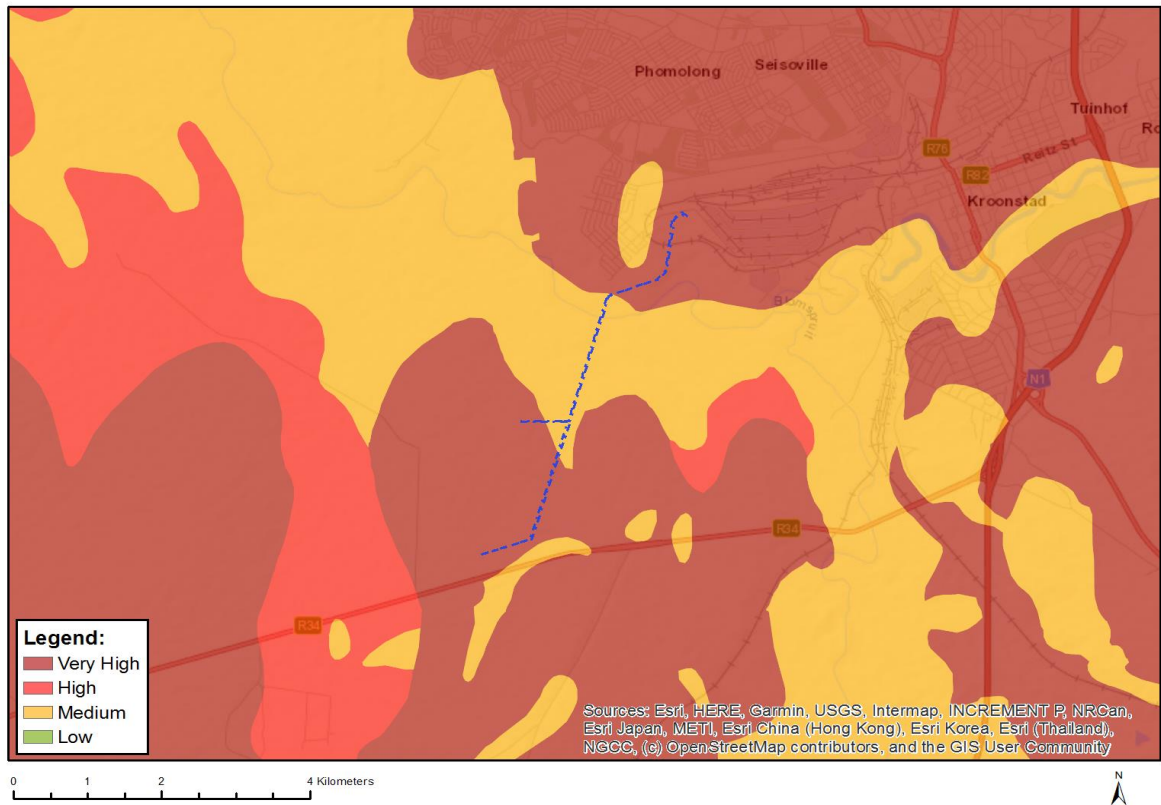 Phomolong
Seisoville
Tuinhof
Ro
R76
Reitz St
R82
Kroonstad
N1
R34
R34
Legend:
Very High
High
Medium
Low
Sources: Esri, HERE, Garmin, USGS, Intermap, INCREMENT P, NRCan,
Esri Japan, METI, Esri China (Hong Kong), Esri Korea, Esri (Thailand),
NGCC, (c) OpenStreetMap contributors, and the GIS User Community
0 1 2 4 Kilometers
N